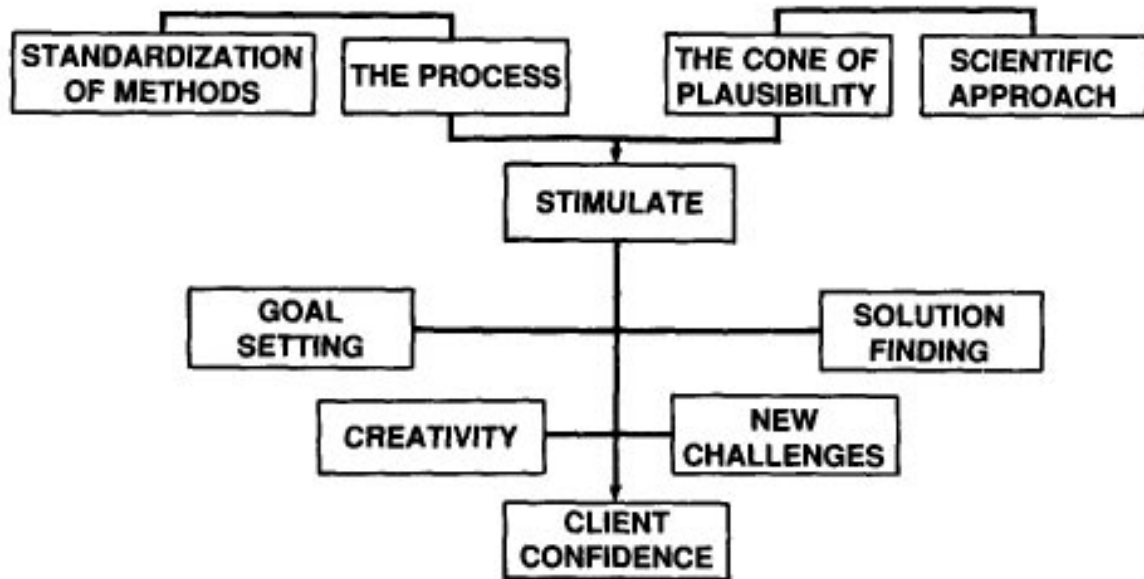 STANDARDIZATION
OF METHODS
THE PROCESS
THE CONE OF
PLAUSIBILITY
SCIENTIFIC
APPROACH
STIMULATE
GOAL
SETTING
SOLUTION
FINDING
CREATIVITY
NEW
CHALLENGES
CLIENT
CONFIDENCE